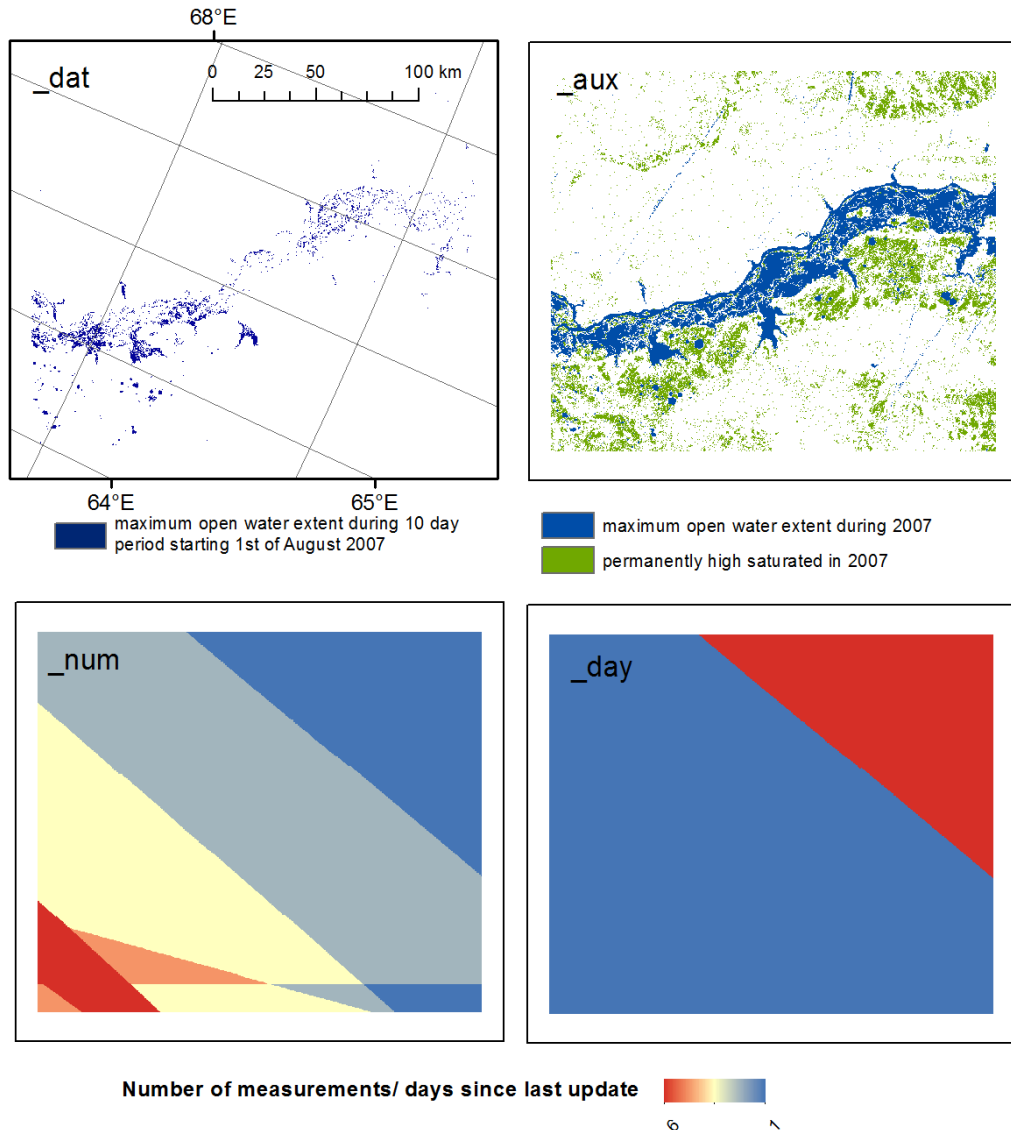 68°E
_dat
0 25 50 100 km
_aux
64°E 65°E
maximum open water extent during 10 day
period starting 1st of August 2007
maximum open water extent during 2007
permanently high saturated in 2007
_num
_day
Number of measurements/ days since last update
6 1